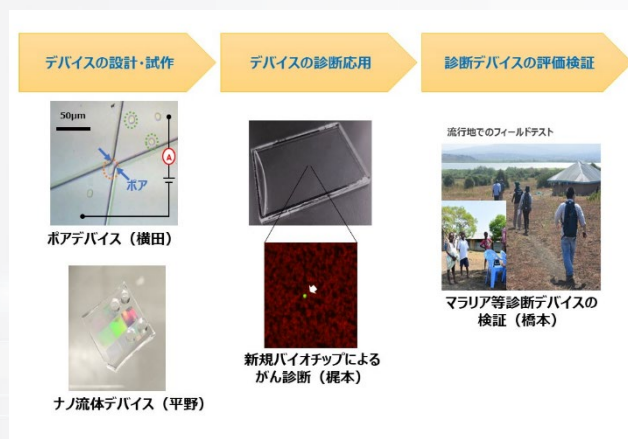 デバイスの設計・試作
デバイスの診断応用
診断デバイスの評価検証
50μm
A
ポア
ポアデバイス（横田）
ナノ流体デバイス（平野）
新規バイオチップによる
がん診断（梶本）
流行地でのフィールドテスト
マラリア等診断デバイスの
検証（橋本）